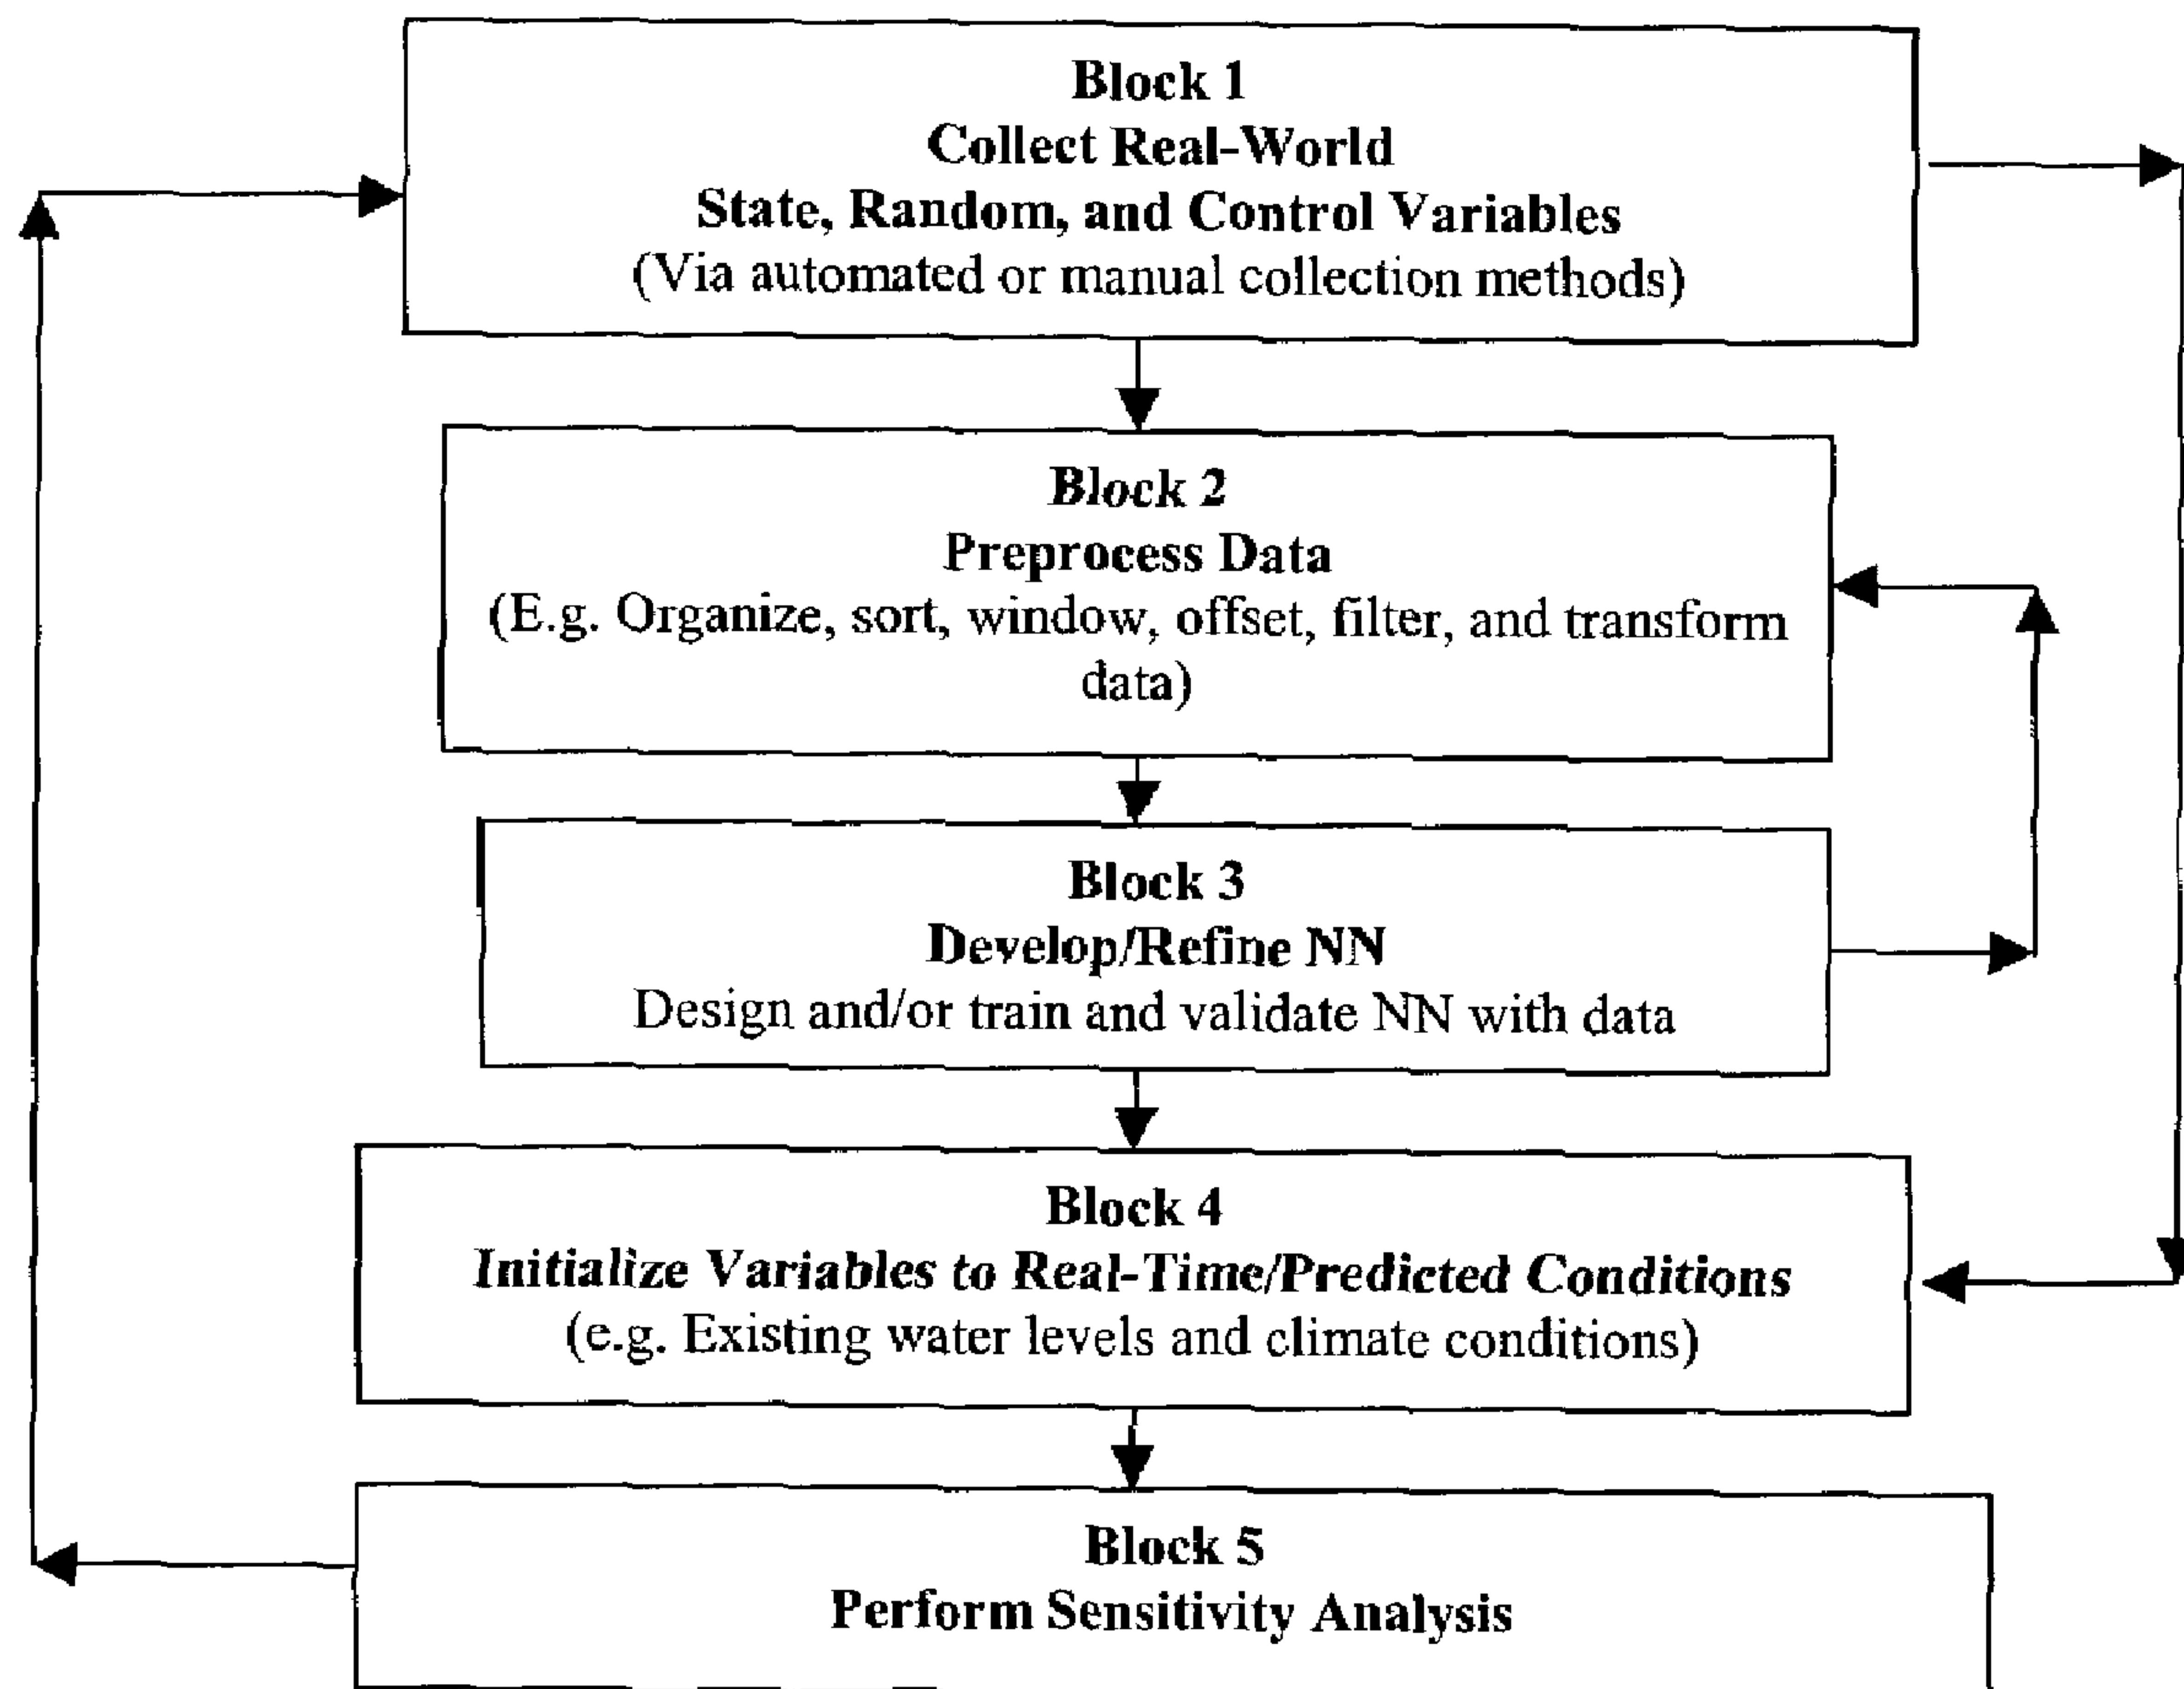 Block 1
Collect Real-World
State, Random, and Control Variables
(Via automated or manual collection methods)
Block 2
Preprocess Data
(E.g. Organize, sort, window, offset, filter, and transform
data)
Block 3
Develop/Refine NN
Design and/or train and validate NN with data
Block 4
Initialize Variables to Real-Time/Predicted Conditions
(e.g. Existing water levels and climate conditions)
Block 5
Perform Sensitivity Analysis